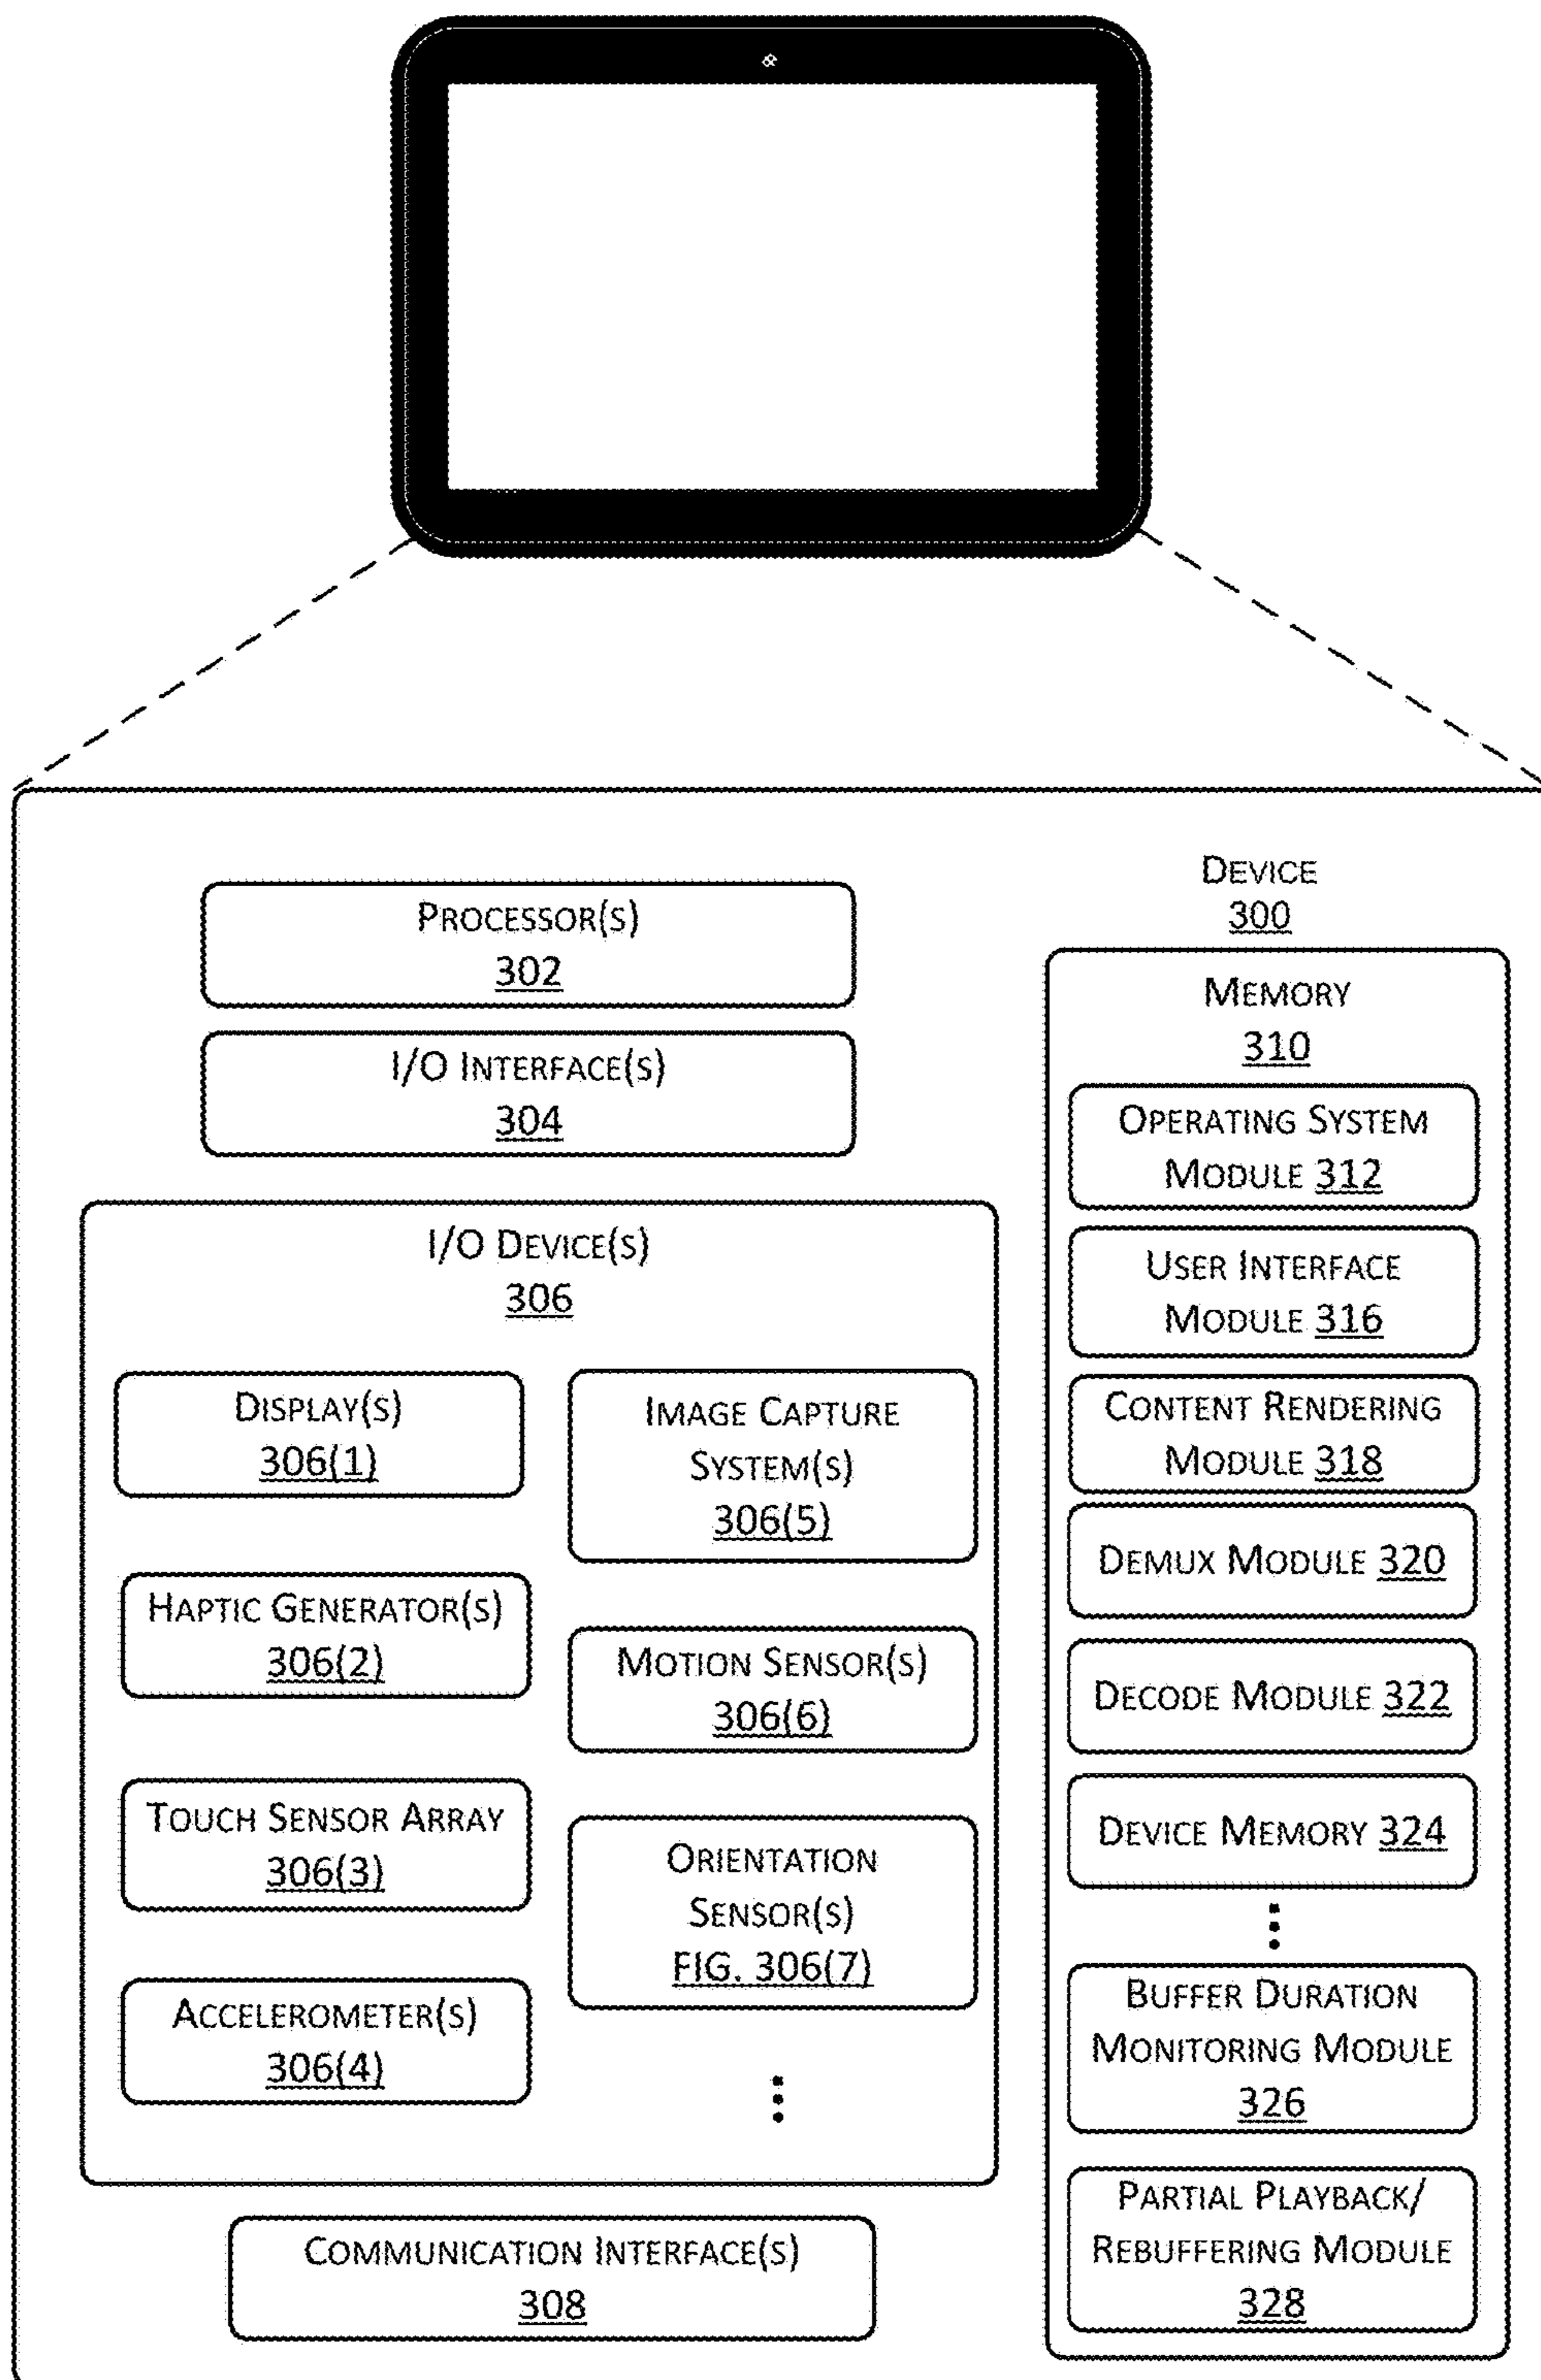 DEVICE
300
PROCESSOR(S)
302
I/O INTERFACE(S)
304
I/O DEVICE(S)
306
DISPLAY(S)
306(1)
HAPTIC GENERATOR(S)
306(2)
TOUCH SENSOR ARRAY
306(3)
ACCELEROMETER(S)
306(4)
IMAGE CAPTURE
SYSTEM(S)
306(5)
MOTION SENSOR(S)
306(6)
ORIENTATION
SENSOR(S)
FIG. 306(7)
COMMUNICATION INTERFACE(S)
308
MEMORY
310
OPERATING SYSTEM
MODULE 312
USER INTERFACE
MODULE 316
CONTENT RENDERING
MODULE 318
DEMUX MODULE 320
DECODE MODULE 322
DEVICE MEMORY 324
BUFFER DURATION
MONITORING MODULE
326
PARTIAL PLAYBACK/
REBUFFERING MODULE
328